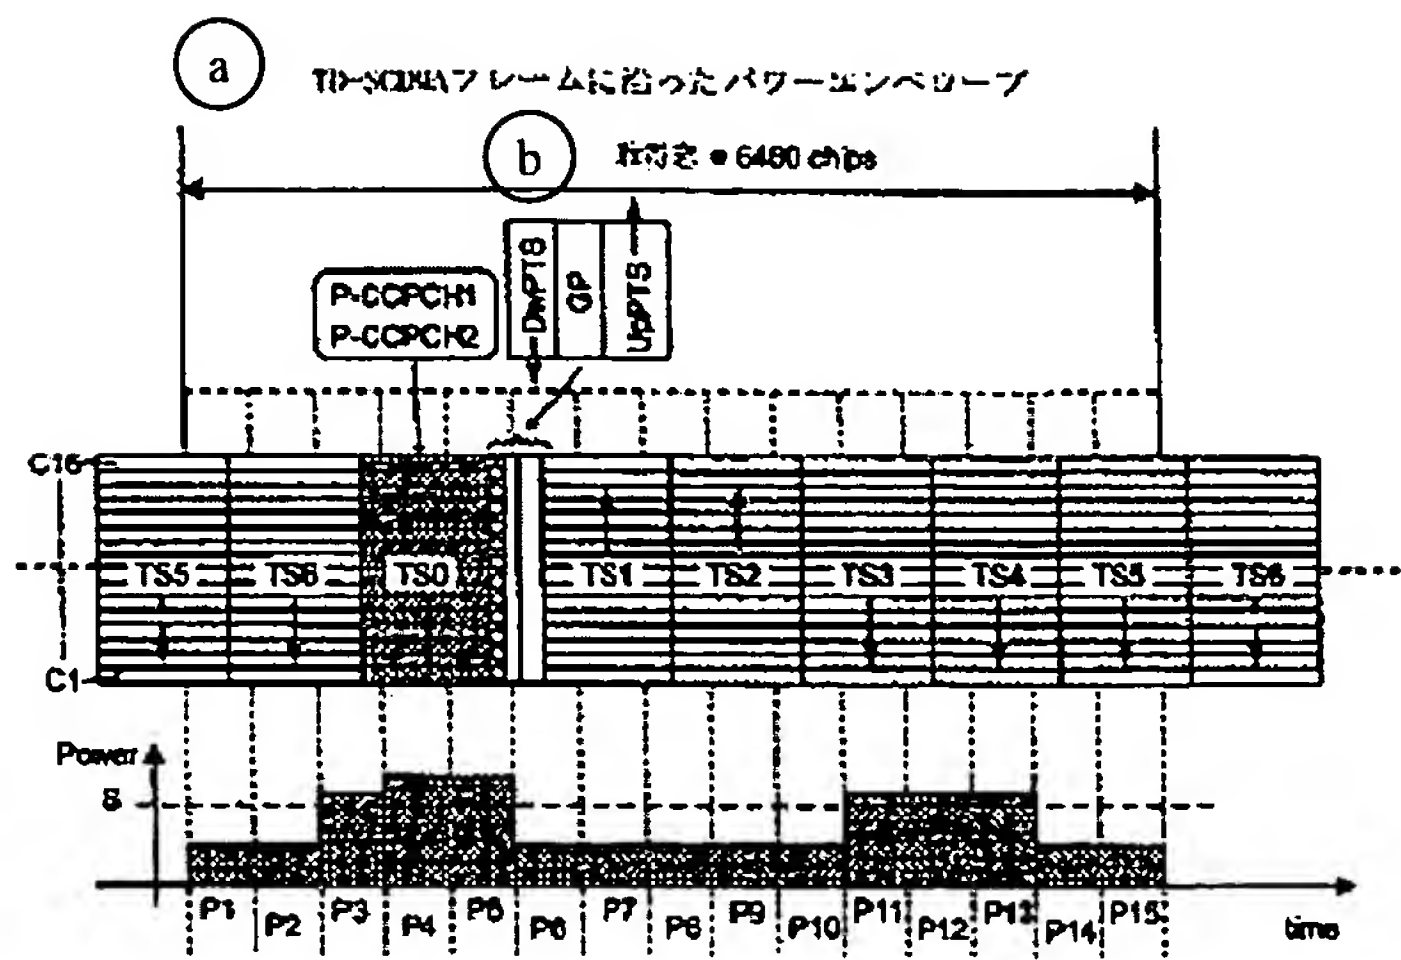 a
TD-SCDMAフレームに沿ったパワーエンベロープ
b
= 6480 chips
P-CCPCH1
P-CCPCH2
DwPTS
GP
UpPTS
C16
TS5
TS6
TS0
TS1
TS2
TS3
TS4
TS5
TS6
C1
Power
S
P1
P2
P3
P4
P5
P6
P7
P8
P9
P10
P11
P12
P13
P14
P15
time